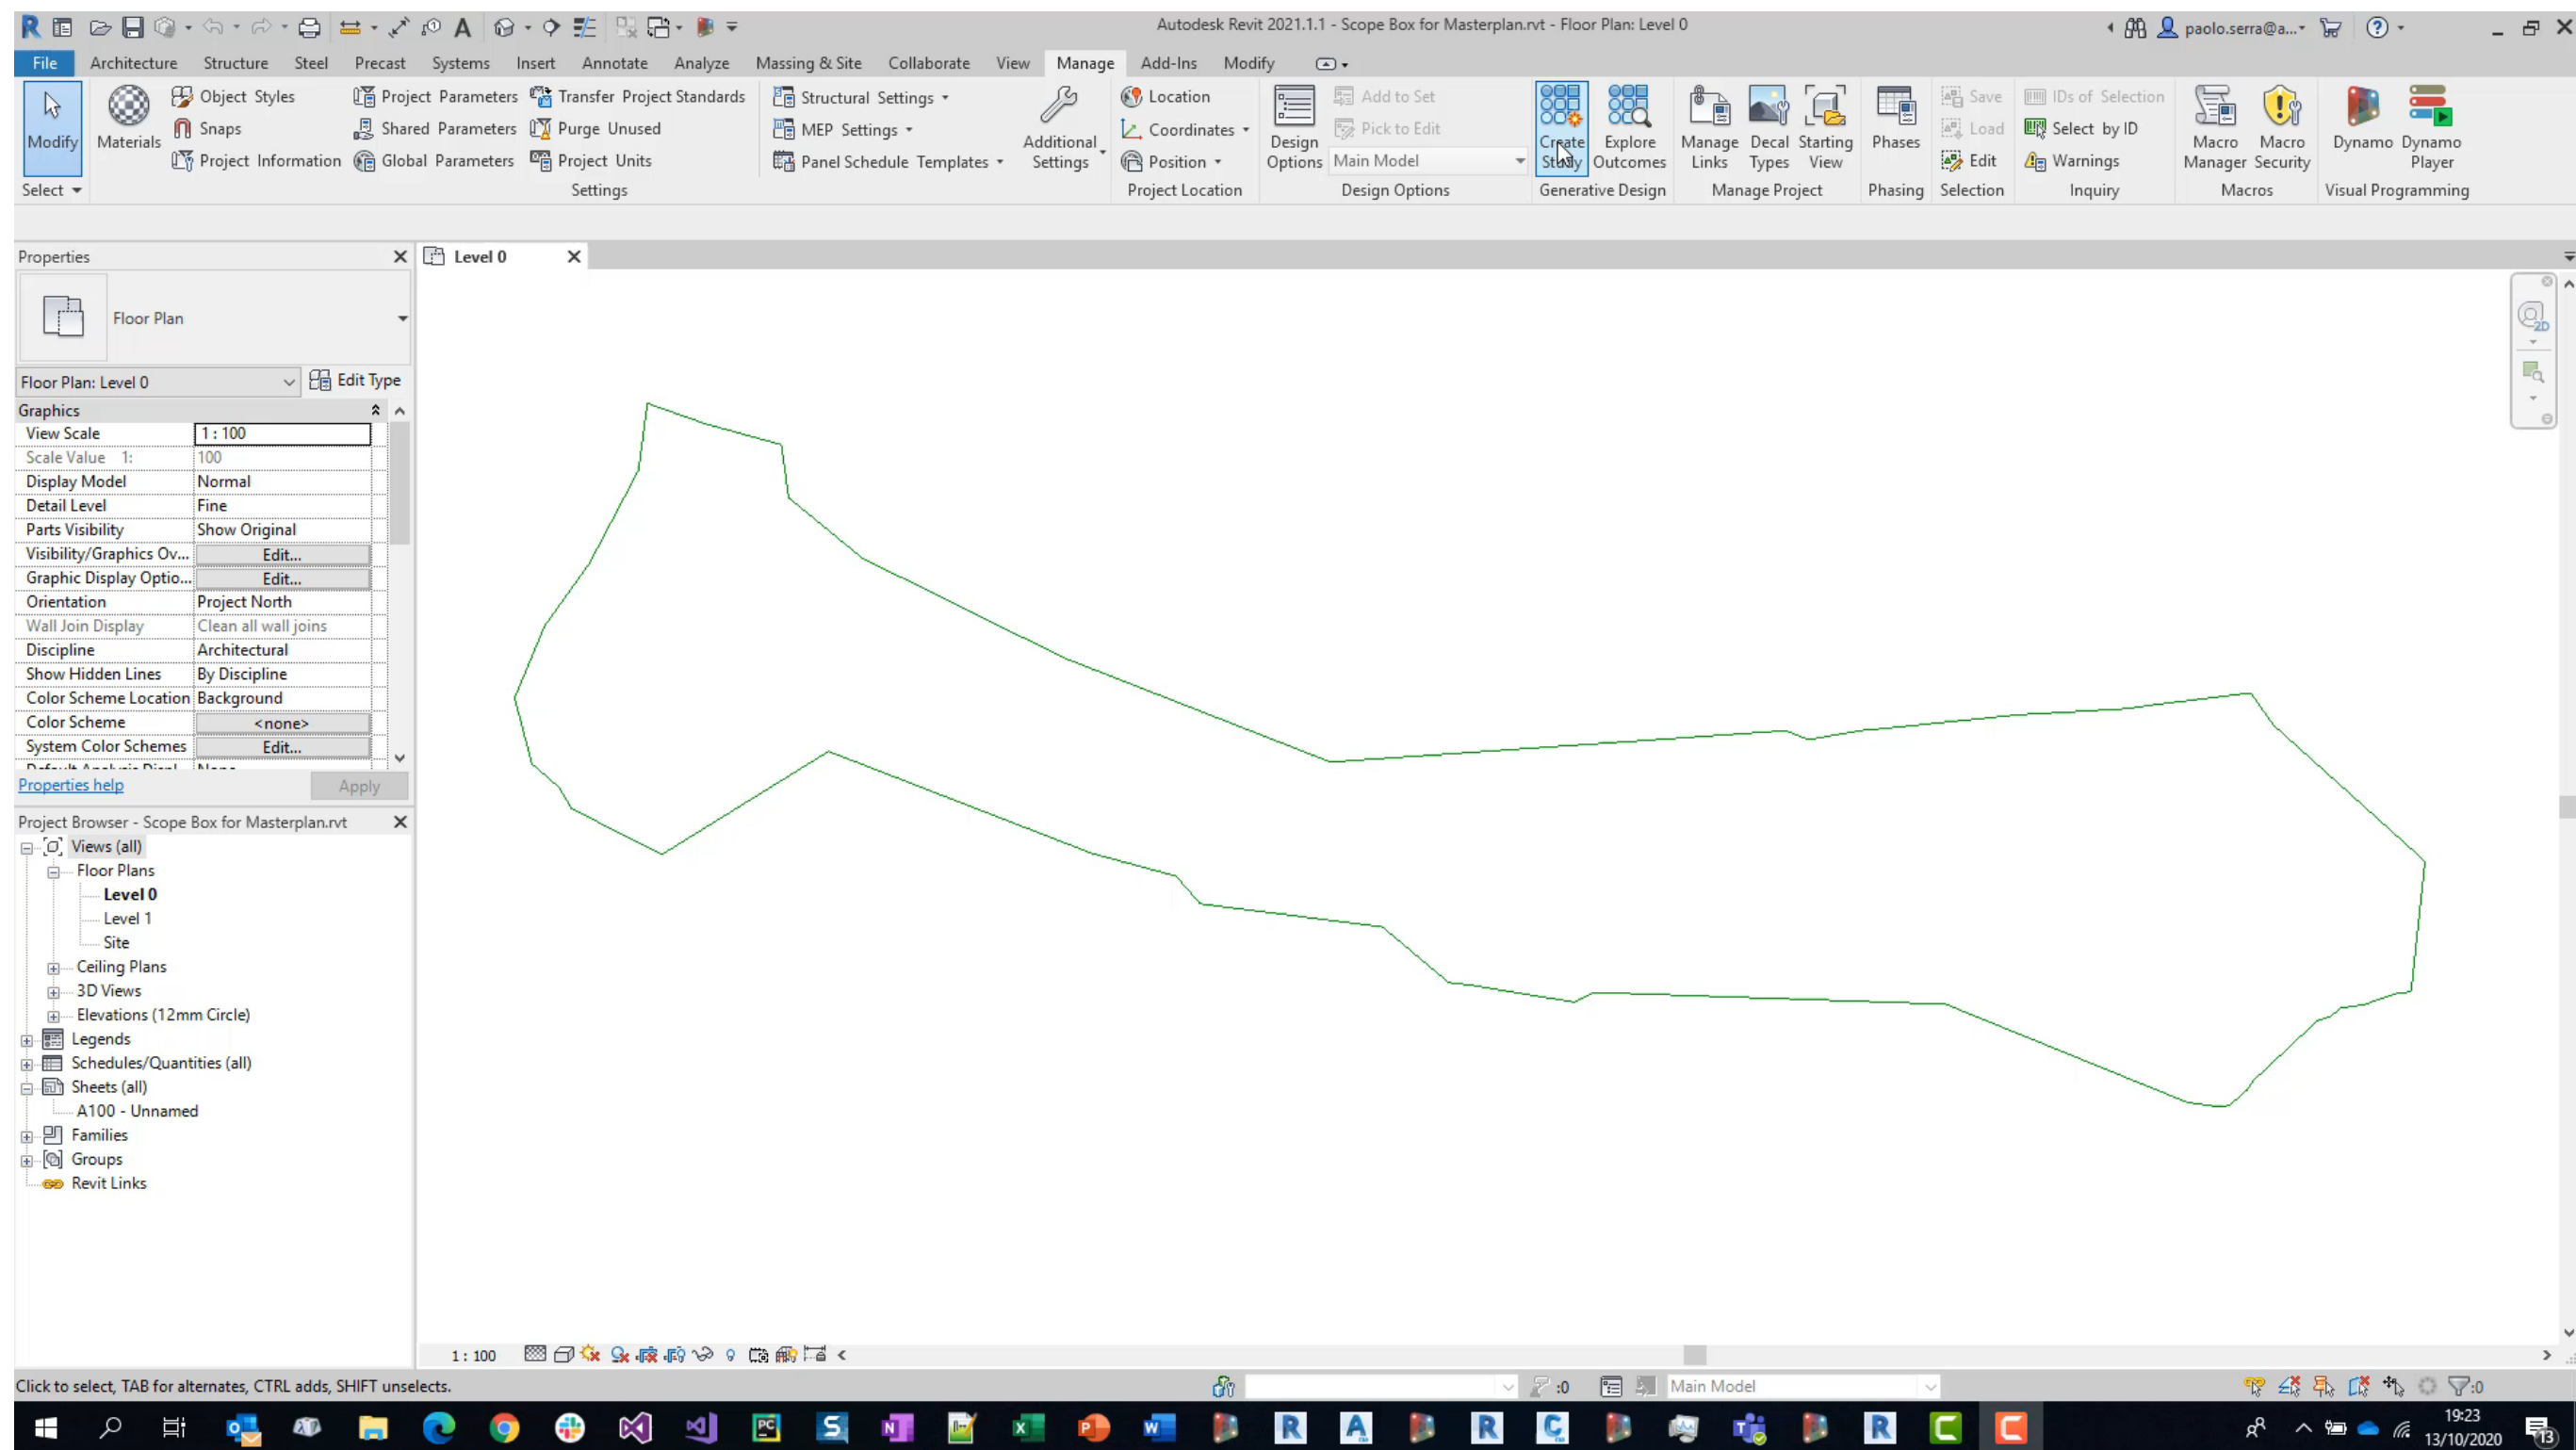 Autodesk Revit 2021.1.1 - Scope Box for Masterplan.rvt - Floor Plan: Level 0
paolo.serra@a...
File Architecture Structure Steel Precast Systems Insert Annotate Analyze Massing & Site Collaborate View Manage Add-Ins Modify
Modify
Select
Materials
Object Styles
Snaps
Project Information
Project Parameters
Shared Parameters
Global Parameters
Transfer Project Standards
Purge Unused
Project Units
Settings
Structural Settings
MEP Settings
Panel Schedule Templates
Additional
Settings
Location
Coordinates
Position
Project Location
Design
Options
Add to Set
Pick to Edit
Main Model
Design Options
Create
Study
Explore
Outcomes
Generative Design
Manage
Links
Decal
Types
Starting
View
Manage Project
Phases
Phasing
Save
Load
Edit
Selection
IDs of Selection
Select by ID
Warnings
Inquiry
Macro
Manager
Macro
Security
Macros
Dynamo
Dynamo
Player
Visual Programming
Properties
Level 0
2D
Floor Plan
Floor Plan: Level 0
Edit Type
Graphics
View Scale 1 : 100
Scale Value 1: 100
Display Model Normal
Detail Level Fine
Parts Visibility Show Original
Visibility/Graphics Ov... Edit...
Graphic Display Optio... Edit...
Orientation Project North
Wall Join Display Clean all wall joins
Discipline Architectural
Show Hidden Lines By Discipline
Color Scheme Location Background
Color Scheme <none>
System Color Schemes Edit...
Properties help
Apply
Project Browser - Scope Box for Masterplan.rvt
Views (all)
Floor Plans
Level 0
Level 1
Site
Ceiling Plans
3D Views
Elevations (12mm Circle)
Legends
Schedules/Quantities (all)
Sheets (all)
A100 - Unnamed
Families
Groups
Revit Links
1 : 100
Click to select, TAB for alternates, CTRL adds, SHIFT unselects.
:0
Main Model
:0
19:23
13/10/2020
13